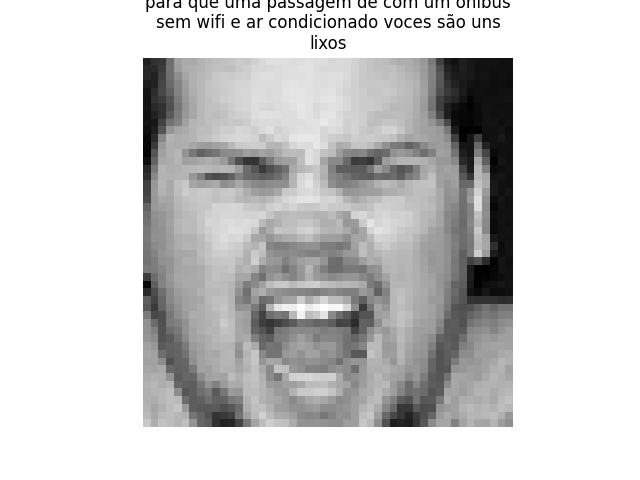 para que uma passagem de com um onibus
sem wifi e ar condicionado voces são uns
lixos